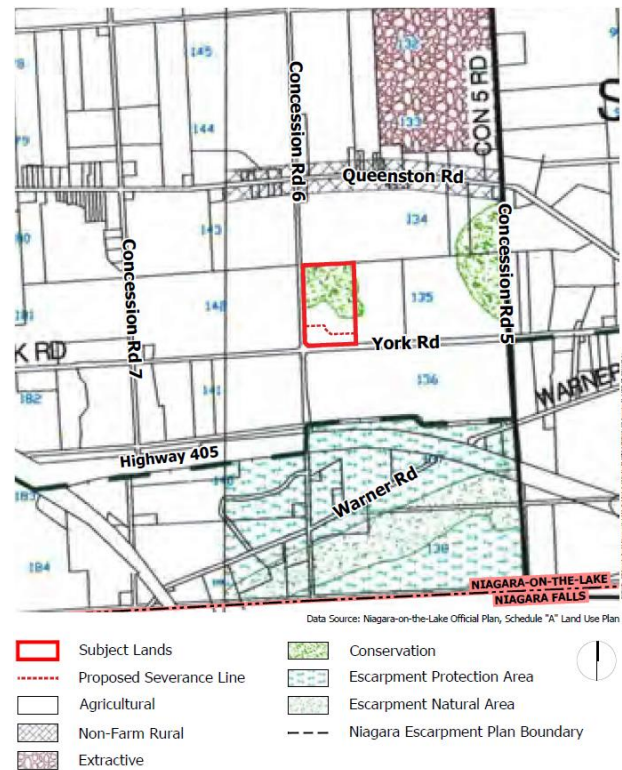 145
132
CON 5 RD
S
Concession Rd 6
144
133
Queenston Rd
143
134
Concession Rd 7
Concession Rd 5
181
142
135
K RD
York Rd
182
141
136
WARNER
Highway 405
183
Warner Rd
184
138
NIAGARA-ON-THE-LAKE
NIAGARA FALLS
Data Source: Niagara-on-the-Lake Official Plan, Schedule "A" Land Use Plan
Subject Lands
Proposed Severance Line
Agricultural
Non-Farm Rural
Extractive
Conservation
Escarpment Protection Area
Escarpment Natural Area
Niagara Escarpment Plan Boundary